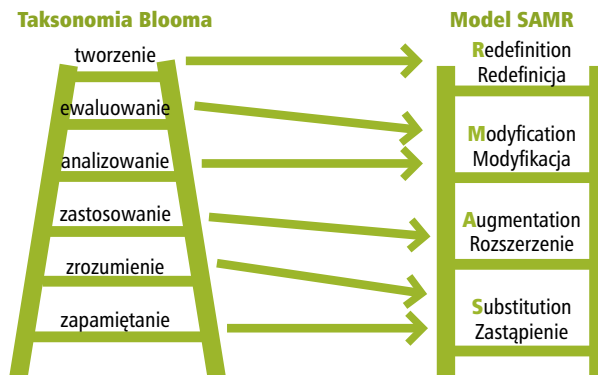 Taksonomia Blooma
tworzenie
ewaluowanie
analizowanie
zastosowanie
zrozumienie
zapamiętanie
Model SAMR
Redefinition
Redefinicja
Modyfication
Modyfikacja
Augmentation
Rozszerzenie
Substitution
Zastąpienie